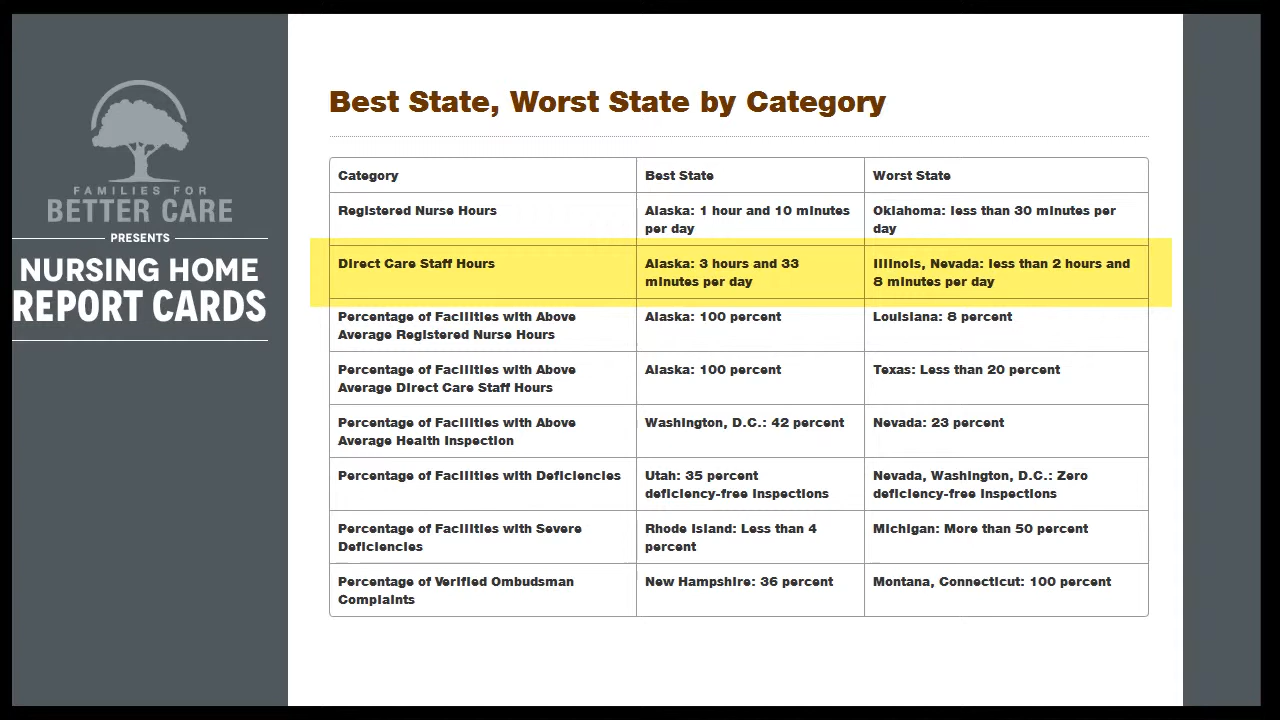 FAMILIES FOR
BETTER CARE
PRESENTS
NURSING HOME
REPORT CARDS
Best State, Worst State by Category
Category
Best State
Worst State
Registered Nurse Hours
Alaska: 1 hour and 10 minutes
per day
Oklahoma: less than 30 minutes per
day
Direct Care Staff Hours
Alaska: 3 hours and 33
minutes per day
Illinois, Nevada: less than 2 hours and
8 minutes per day
Percentage of Facilities with Above
Average Registered Nurse Hours
Alaska: 100 percent
Louisiana: 8 percent
Percentage of Facilities with Above
Average Direct Care Staff Hours
Alaska: 100 percent
Texas: Less than 20 percent
Percentage of Facilities with Above
Average Health Inspection
Washington, D.C.: 42 percent
Nevada: 23 percent
Percentage of Facilities with Deficiencies
Utah: 35 percent
deficiency-free inspections
Nevada, Washington, D.C.: Zero
deficiency-free inspections
Percentage of Facilities with Severe
Deficiencies
Rhode Island: Less than 4
percent
Michigan: More than 50 percent
Percentage of Verified Ombudsman
Complaints
New Hampshire: 36 percent
Montana, Connecticut: 100 percent